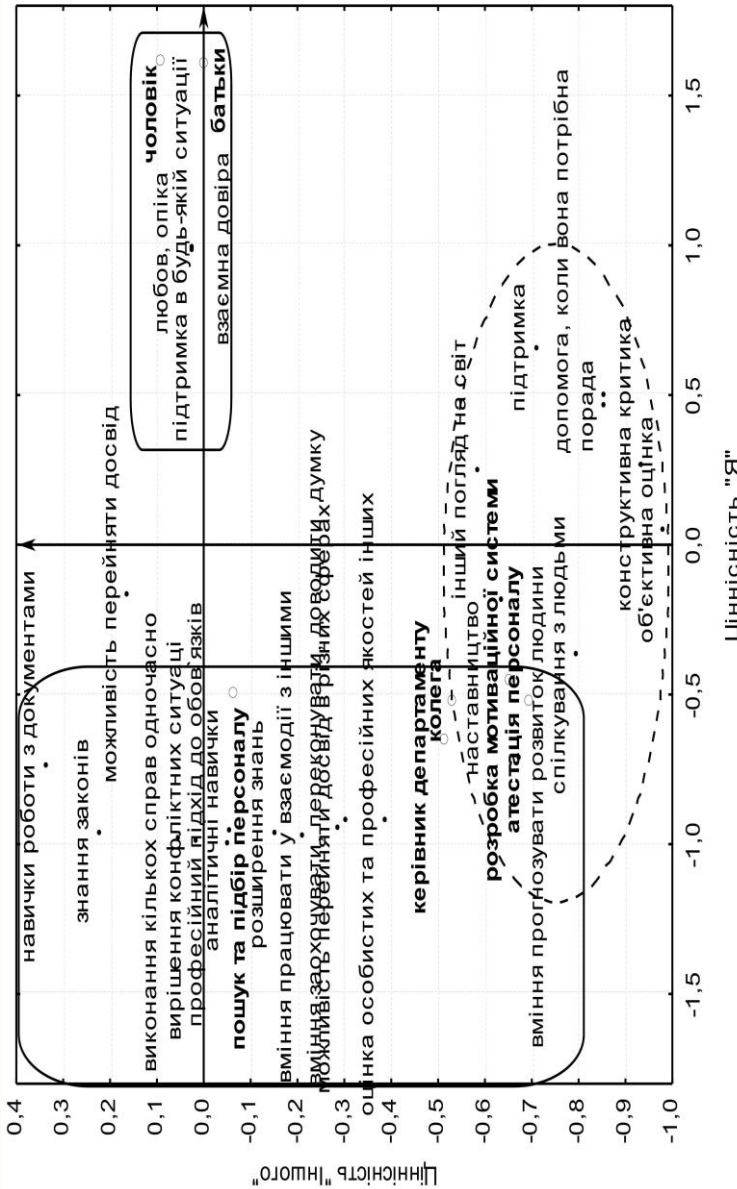 навички роботи з документами
знання законів
можливість перейняти досвід
виконання кількох справ одночасно
вирішення конфліктних ситуації
професійний підхід до обов`язків
аналітичні навички
пошук та підбір персоналу
розширення знань
вміння працювати у взаємодії з іншими
вміння заохочувати, переконувати, доводити думку
можливість перейняти досвід в різних сферах
оцінка особистих та професійних якостей інших
керівник департаменту
колега
наставництво
інший погляд на світ
розробка мотиваційної системи
атестація персоналу
вміння прогнозувати розвиток людини
спілкування з людьми
чоловік
любов, опіка
підтримка в будь-якій ситуації
взаємна довіра батьки
підтримка
допомога, коли вона потрібна
порада
конструктивна критика
об'єктивна оцінка
0,4
0,3
0,2
0,1
0,0
-0,1
-0,2
-0,3
-0,4
-0,5
-0,6
-0,7
-0,8
-0,9
-1,0
Цінність "Іншого"
-1,5
-1,0
-0,5
0,0
0,5
1,0
1,5
Цінність "Я"